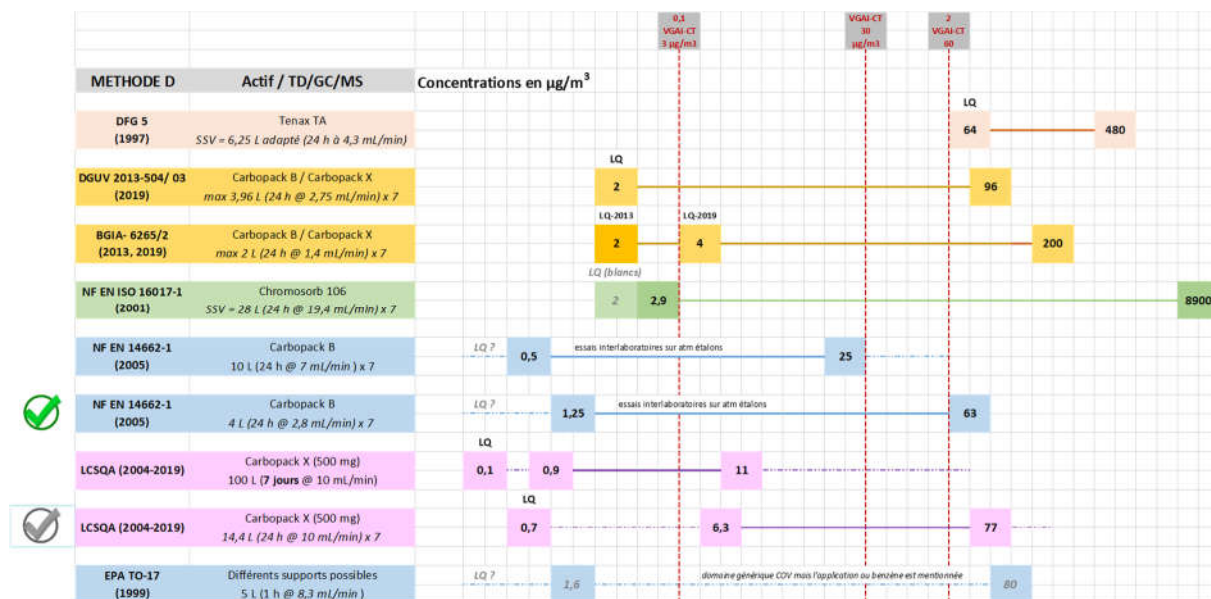 0,1
VGAI-CT
3 µg/m3
VGAI-CT
30
µg/m3
2
VGAI-CT
60
METHODE D
Actif / TD/GC/MS
Concentrations en µg/m³
DFG 5
(1997)
Tenax TA
SSV = 6,25 L adapté (24 h à 4,3 mL/min)
LQ
64
480
DGUV 2013-504/ 03
(2019)
Carbopack B / Carbopack X
max 3,96 L (24 h @ 2,75 mL/min) x 7
LQ
2
96
BGIA- 6265/2
(2013, 2019)
Carbopack B / Carbopack X
max 2 L (24 h @ 1,4 mL/min) x 7
LQ-2013
2
LQ-2019
4
200
NF EN ISO 16017-1
(2001)
Chromosorb 106
SSV = 28 L (24 h @ 19,4 mL/min) x 7
LQ (blancs)
2
2,9
8900
NF EN 14662-1
(2005)
Carbopack B
10 L (24 h @ 7 mL/min ) x 7
LQ ?
0,5
essais interlaboratoires sur atm étalons
25
NF EN 14662-1
(2005)
Carbopack B
4 L (24 h @ 2,8 mL/min) x 7
LQ ?
1,25
essais interlaboratoires sur atm étalons
63
LCSQA (2004-2019)
Carbopack X (500 mg)
100 L (7 jours @ 10 mL/min)
LQ
0,1
0,9
11
LCSQA (2004-2019)
Carbopack X (500 mg)
14,4 L (24 h @ 10 mL/min) x 7
LQ
0,7
6,3
77
EPA TO-17
(1999)
Différents supports possibles
5 L (1 h @ 8,3 mL/min )
LQ ?
1,6
domaine générique COV mais l'application au benzène est mentionnée
80